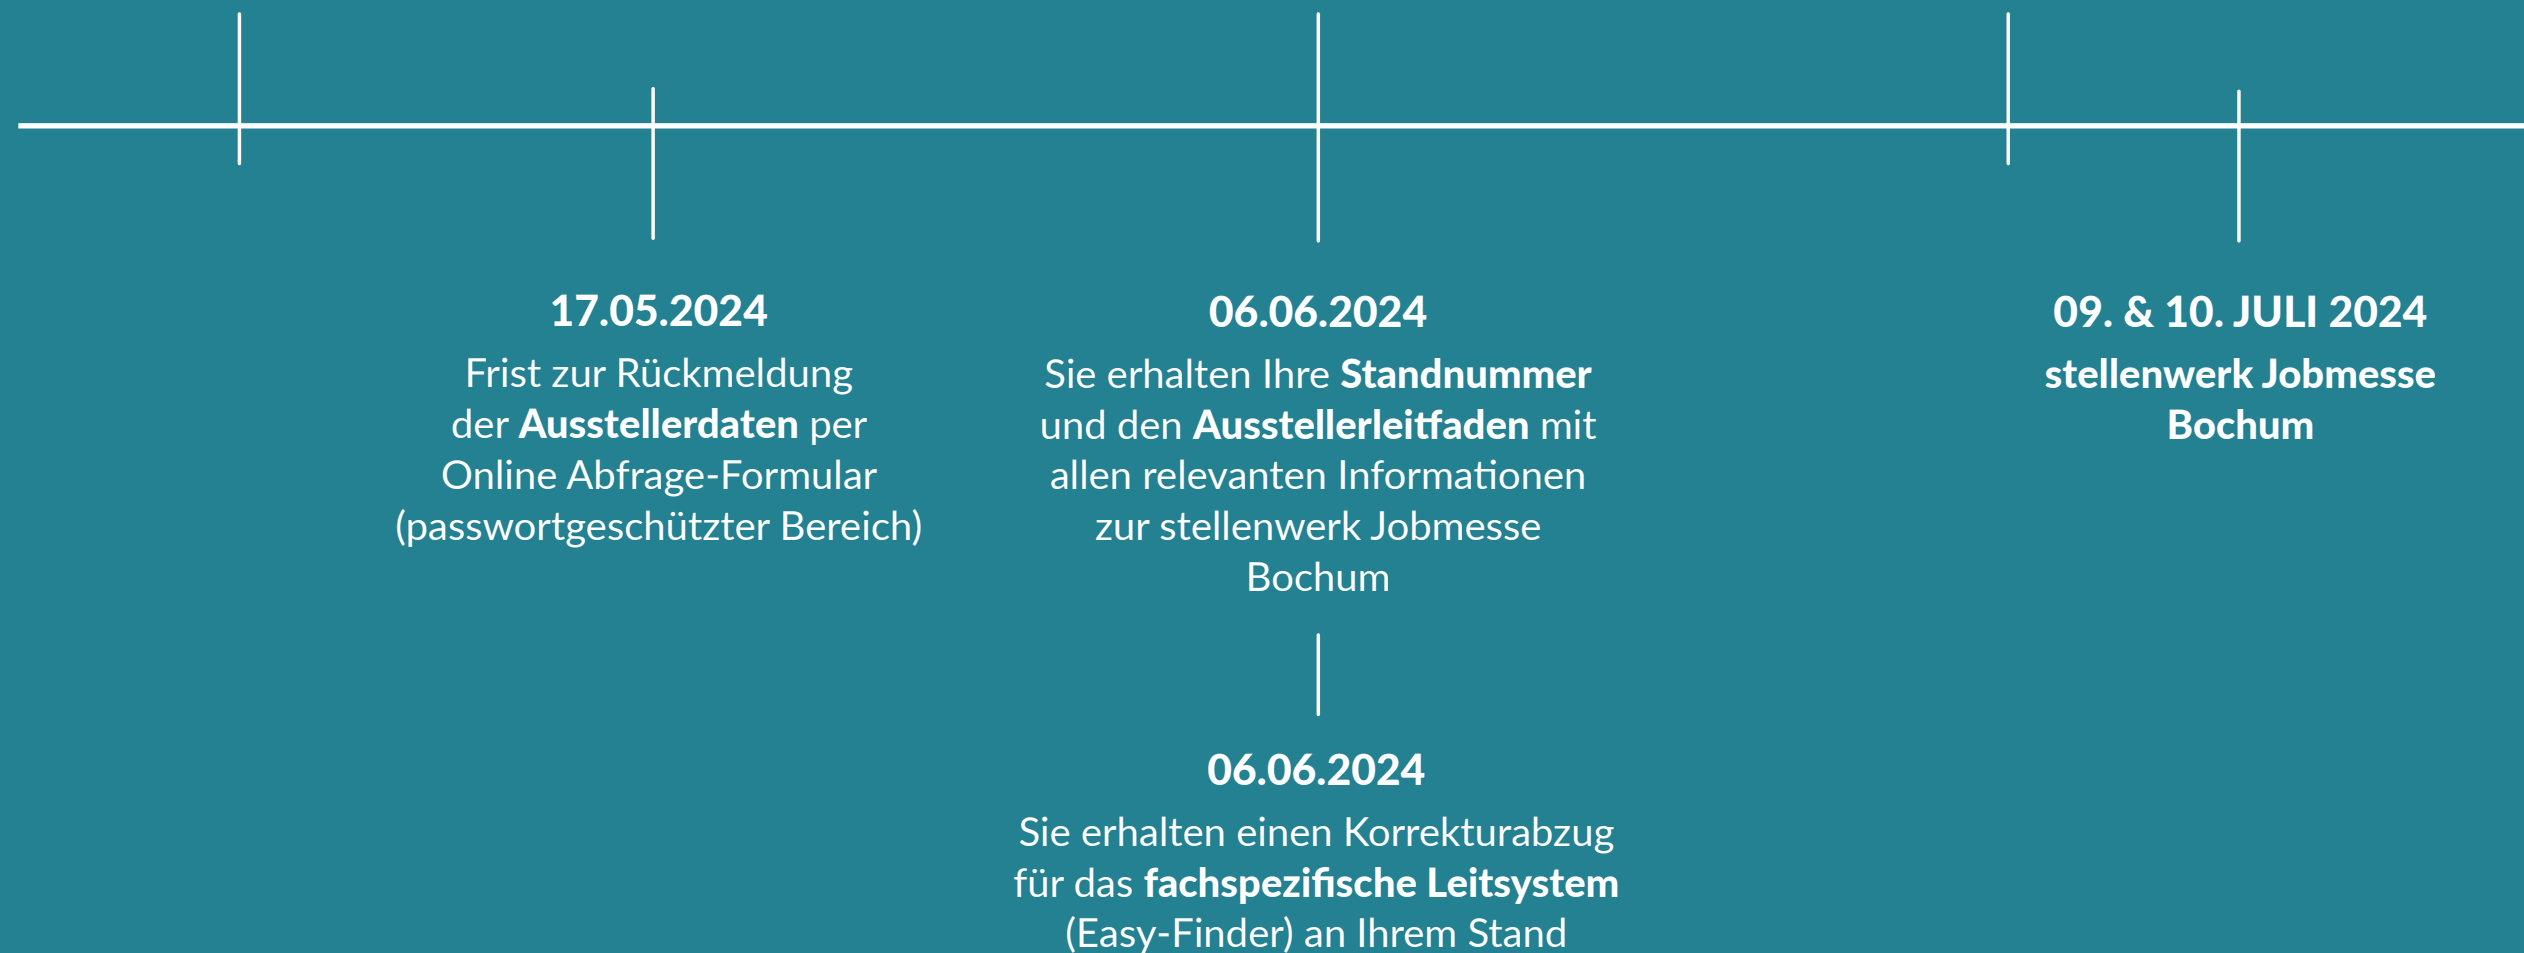 17.05.2024
Frist zur Rückmeldung
der Ausstellerdaten per
Online Abfrage-Formular
(passwortgeschützter Bereich)
06.06.2024
Sie erhalten Ihre Standnummer
und den Ausstellerleitfaden mit
allen relevanten Informationen
zur stellenwerk Jobmesse
Bochum
06.06.2024
Sie erhalten einen Korrekturabzug
für das fachspezifische Leitsystem
(Easy-Finder) an Ihrem Stand
09. & 10. JULI 2024
stellenwerk Jobmesse
Bochum